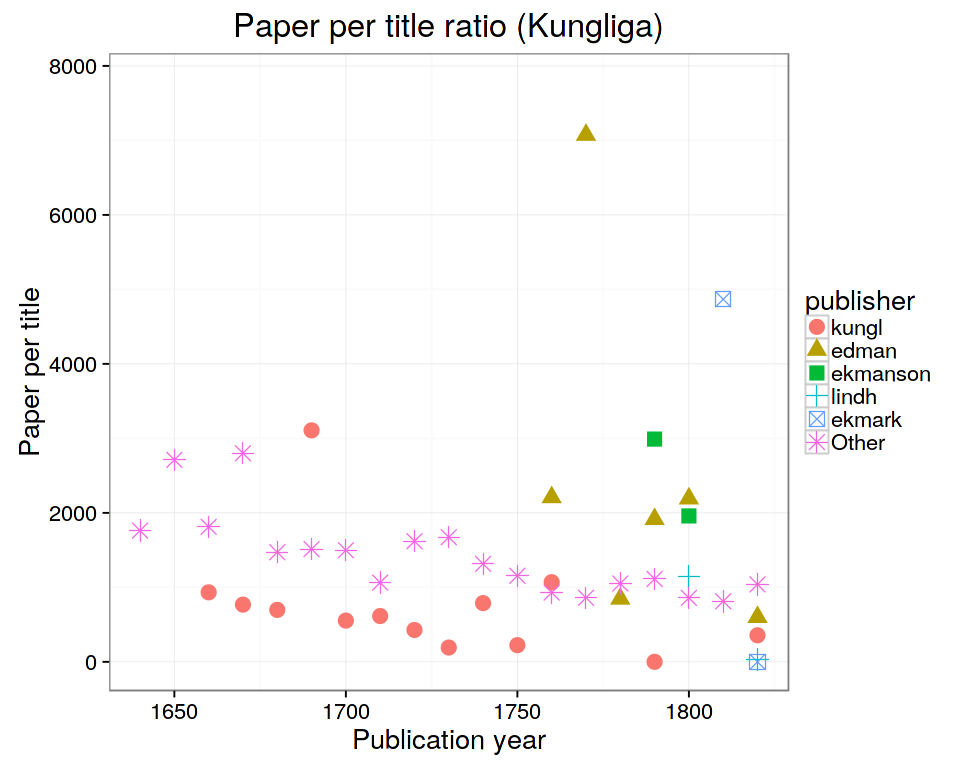 Paper per title ratio (Kungliga)
8000
6000
4000
2000
0
Paper per title
1650
1700
1750
1800
Publication year
publisher
kungl
edman
ekmanson
lindh
ekmark
Other